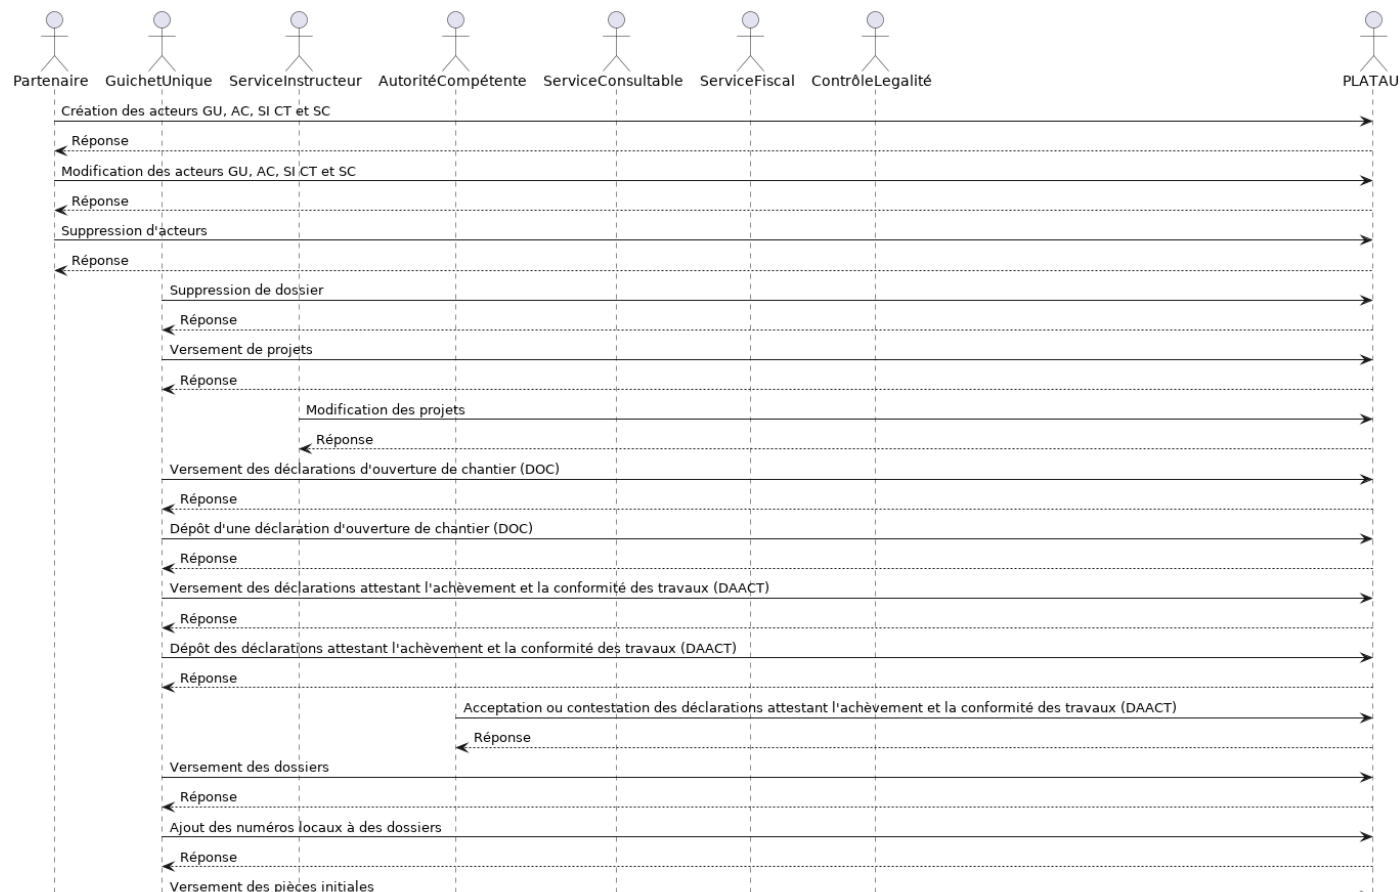 Partenaire GuichetUnique ServiceInstructeur AutoritéCompétente ServiceConsultable ServiceFiscal ContrôleLegalité PLATAU
Création des acteurs GU, AC, SI CT et SC
Réponse
Modification des acteurs GU, AC, SI CT et SC
Réponse
Suppression d'acteurs
Réponse
Suppression de dossier
Réponse
Versement de projets
Réponse
Modification des projets
Réponse
Versement des déclarations d'ouverture de chantier (DOC)
Réponse
Dépôt d'une déclaration d'ouverture de chantier (DOC)
Réponse
Versement des déclarations attestant l'achèvement et la conformité des travaux (DAACT)
Réponse
Dépôt des déclarations attestant l'achèvement et la conformité des travaux (DAACT)
Réponse
Acceptation ou contestation des déclarations attestant l'achèvement et la conformité des travaux (DAACT)
Réponse
Versement des dossiers
Réponse
Ajout des numéros locaux à des dossiers
Réponse
Versement des pièces initiales